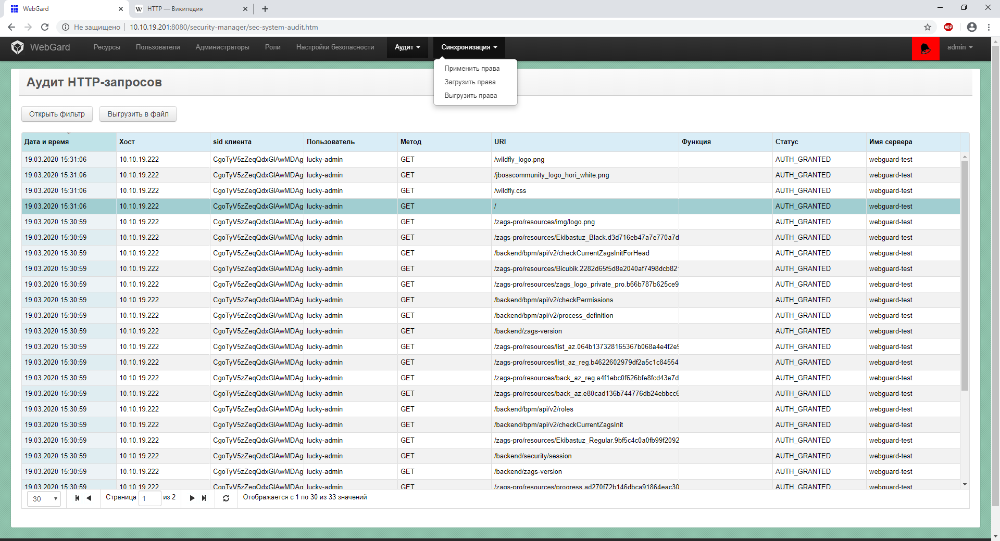 WebGard
HTTP — Википедия
Не защищено
10.10.19.201:8080/security-manager/sec-system-audit.htm
ABP
WebGard
Ресурсы
Пользователи
Администраторы
Роли
Настройки безопасности
Аудит
Синхронизация
admin
Применить права
Загрузить права
Выгрузить права
Аудит HTTP-запросов
Открыть фильтр
Выгрузить в файл
Дата и время Хост sid клиента Пользователь Метод URI Функция Статус Имя сервера
19.03.2020 15:31:06 10.10.19.222 CgoTyV5zZeqQdxGlAwMDAg lucky-admin GET /wildfly_logo.png AUTH_GRANTED webguard-test
19.03.2020 15:31:06 10.10.19.222 CgoTyV5zZeqQdxGlAwMDAg lucky-admin GET /jbosscommunity_logo_hori_white.png AUTH_GRANTED webguard-test
19.03.2020 15:31:06 10.10.19.222 CgoTyV5zZeqQdxGlAwMDAg lucky-admin GET /wildfly.css AUTH_GRANTED webguard-test
19.03.2020 15:31:06 10.10.19.222 CgoTyV5zZeqQdxGlAwMDAg lucky-admin GET / AUTH_GRANTED webguard-test
19.03.2020 15:30:59 10.10.19.222 CgoTyV5zZeqQdxGlAwMDAg lucky-admin GET /zags-pro/resources/img/logo.png AUTH_GRANTED webguard-test
19.03.2020 15:30:59 10.10.19.222 CgoTyV5zZeqQdxGlAwMDAg lucky-admin GET /zags-pro/resources/Ekibastuz_Black.d3d716eb47a7e770a7d AUTH_GRANTED webguard-test
19.03.2020 15:30:59 10.10.19.222 CgoTyV5zZeqQdxGlAwMDAg lucky-admin GET /backend/bpm/api/v2/checkCurrentZagsInitForHead AUTH_GRANTED webguard-test
19.03.2020 15:30:59 10.10.19.222 CgoTyV5zZeqQdxGlAwMDAg lucky-admin GET /zags-pro/resources/Bicubik.2282d65f5d8e2040af7498dcb821 AUTH_GRANTED webguard-test
19.03.2020 15:30:59 10.10.19.222 CgoTyV5zZeqQdxGlAwMDAg lucky-admin GET /zags-pro/resources/zags_logo_private_pro.b66b787b625ce9 AUTH_GRANTED webguard-test
19.03.2020 15:30:59 10.10.19.222 CgoTyV5zZeqQdxGlAwMDAg lucky-admin GET /backend/bpm/api/v2/checkPermissions AUTH_GRANTED webguard-test
19.03.2020 15:30:59 10.10.19.222 CgoTyV5zZeqQdxGlAwMDAg lucky-admin GET /backend/bpm/api/v2/process_definition AUTH_GRANTED webguard-test
19.03.2020 15:30:59 10.10.19.222 CgoTyV5zZeqQdxGlAwMDAg lucky-admin GET /backend/zags-version AUTH_GRANTED webguard-test
19.03.2020 15:30:59 10.10.19.222 CgoTyV5zZeqQdxGlAwMDAg lucky-admin GET /zags-pro/resources/list_az.064b137328165367b068a4e4f2e9 AUTH_GRANTED webguard-test
19.03.2020 15:30:59 10.10.19.222 CgoTyV5zZeqQdxGlAwMDAg lucky-admin GET /zags-pro/resources/list_az_reg.b4622602979df2a5c1c84554 AUTH_GRANTED webguard-test
19.03.2020 15:30:59 10.10.19.222 CgoTyV5zZeqQdxGlAwMDAg lucky-admin GET /zags-pro/resources/back_az_reg.a4f1ebc0f626bfe8fcd43a7d AUTH_GRANTED webguard-test
19.03.2020 15:30:59 10.10.19.222 CgoTyV5zZeqQdxGlAwMDAg lucky-admin GET /zags-pro/resources/back_az.e80cad136b744776db24ebbcc6 AUTH_GRANTED webguard-test
19.03.2020 15:30:59 10.10.19.222 CgoTyV5zZeqQdxGlAwMDAg lucky-admin GET /backend/bpm/api/v2/roles AUTH_GRANTED webguard-test
19.03.2020 15:30:59 10.10.19.222 CgoTyV5zZeqQdxGlAwMDAg lucky-admin GET /backend/bpm/api/v2/checkCurrentZagsInit AUTH_GRANTED webguard-test
19.03.2020 15:30:59 10.10.19.222 CgoTyV5zZeqQdxGlAwMDAg lucky-admin GET /zags-pro/resources/Ekibastuz_Regular.9bf5c4c0a0fb99f2092 AUTH_GRANTED webguard-test
19.03.2020 15:30:59 10.10.19.222 CgoTyV5zZeqQdxGlAwMDAg lucky-admin GET /backend/security/session AUTH_GRANTED webguard-test
19.03.2020 15:30:59 10.10.19.222 CgoTyV5zZeqQdxGlAwMDAg lucky-admin GET /backend/zags-version AUTH_GRANTED webguard-test
19.03.2020 15:30:59 10.10.19.222 CgoTyV5zZeqQdxGlAwMDAg lucky-admin GET /zags-pro/resources/progress.ad270f72b146dbca91864eac30 AUTH_GRANTED webguard-test
30 Страница 1 из 2 Отображается с 1 по 30 из 33 значений